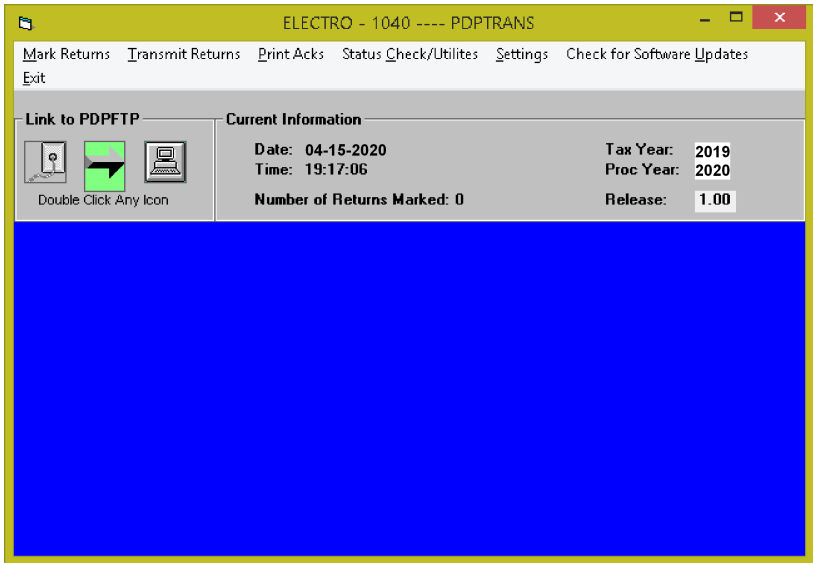 ELECTRO - 1040 ---- PDPTRANS
Mark Returns Transmit Returns Print Acks Status Check/Utilites Settings Check for Software Updates
Exit
Link to PDPFTP
Double Click Any Icon
Current Information
Date: 04-15-2020
Time: 19:17:06
Number of Returns Marked: 0
Tax Year: 2019
Proc Year: 2020
Release: 1.00